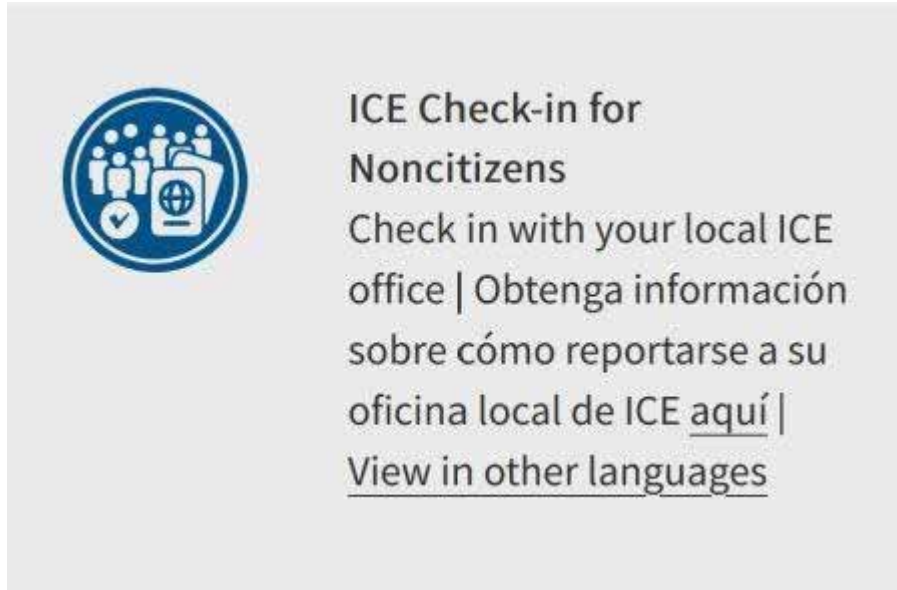 ICE Check-in for
Noncitizens
Check in with your local ICE
office | Obtenga información
sobre cómo reportarse a su
oficina local de ICE aquí |
View in other languages